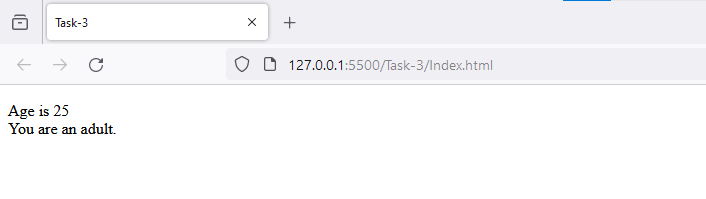 Task-3
127.0.0.1:5500/Task-3/Index.html
Age is 25
You are an adult.